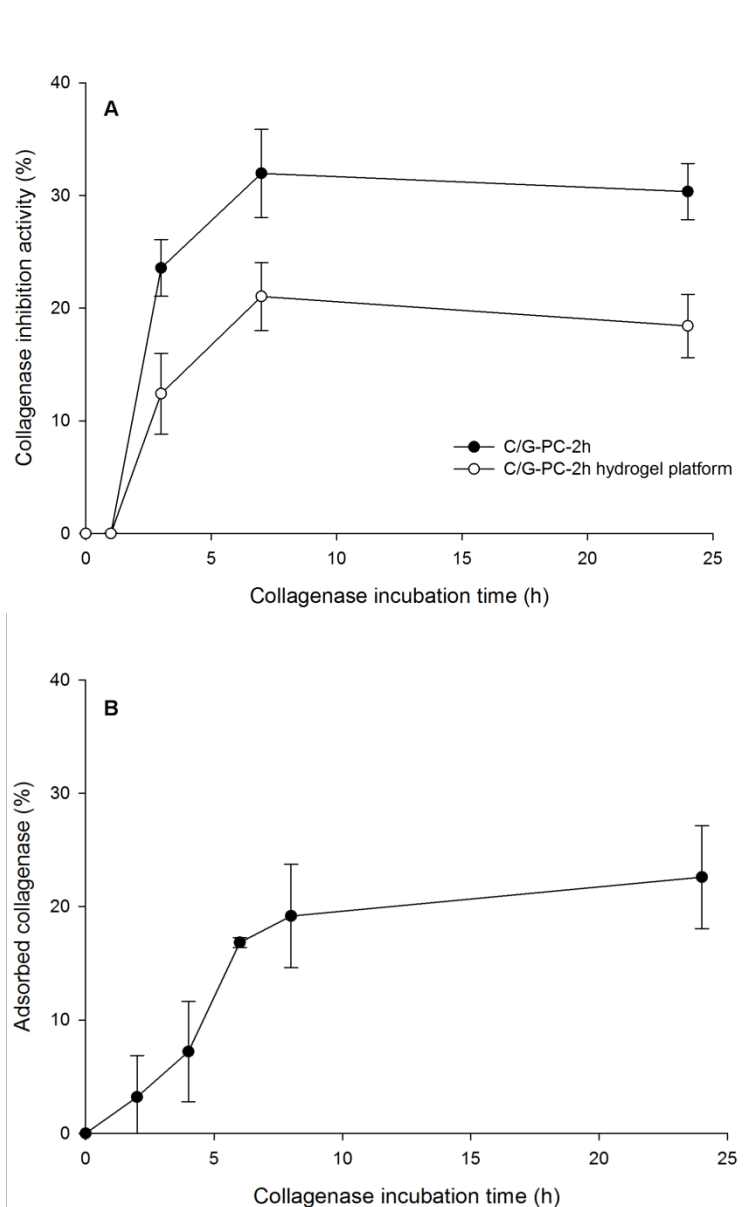 40
A
30
20
10
0
Collagenase inhibition activity (%)
C/G-PC-2h
C/G-PC-2h hydrogel platform
0 5 10 15 20 25
Collagenase incubation time (h)
40
B
30
20
10
0
Adsorbed collagenase (%)
0 5 10 15 20 25
Collagenase incubation time (h)